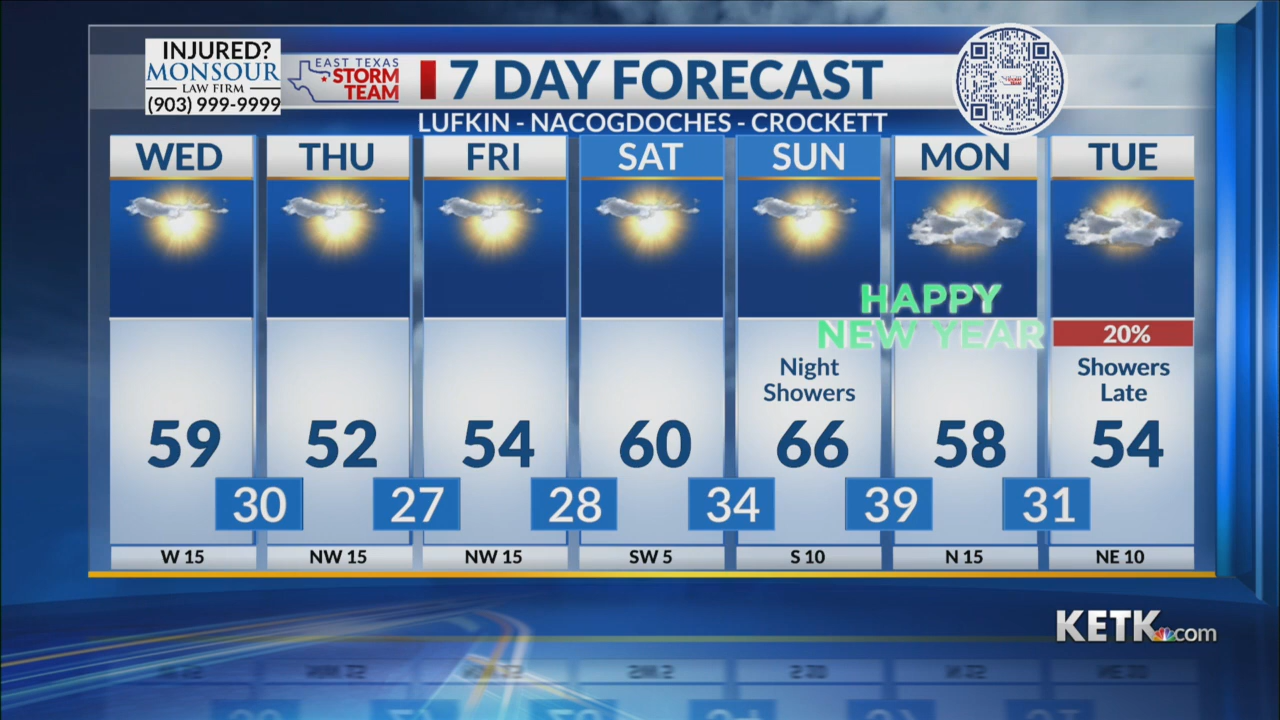 INJURED?
MONSOUR
LAW FIRM
(903) 999-9999
EAST TEXAS
STORM
TEAM
7 DAY FORECAST
LUFKIN - NACOGDOCHES - CROCKETT
WED THU FRI SAT SUN MON TUE
HAPPY
NEW YEAR
20%
Night
Showers
Showers
Late
59 52 54 60 66 58 54
30 27 28 34 39 31
W 15 NW 15 NW 15 SW 5 S 10 N 15 NE 10
KETK.com